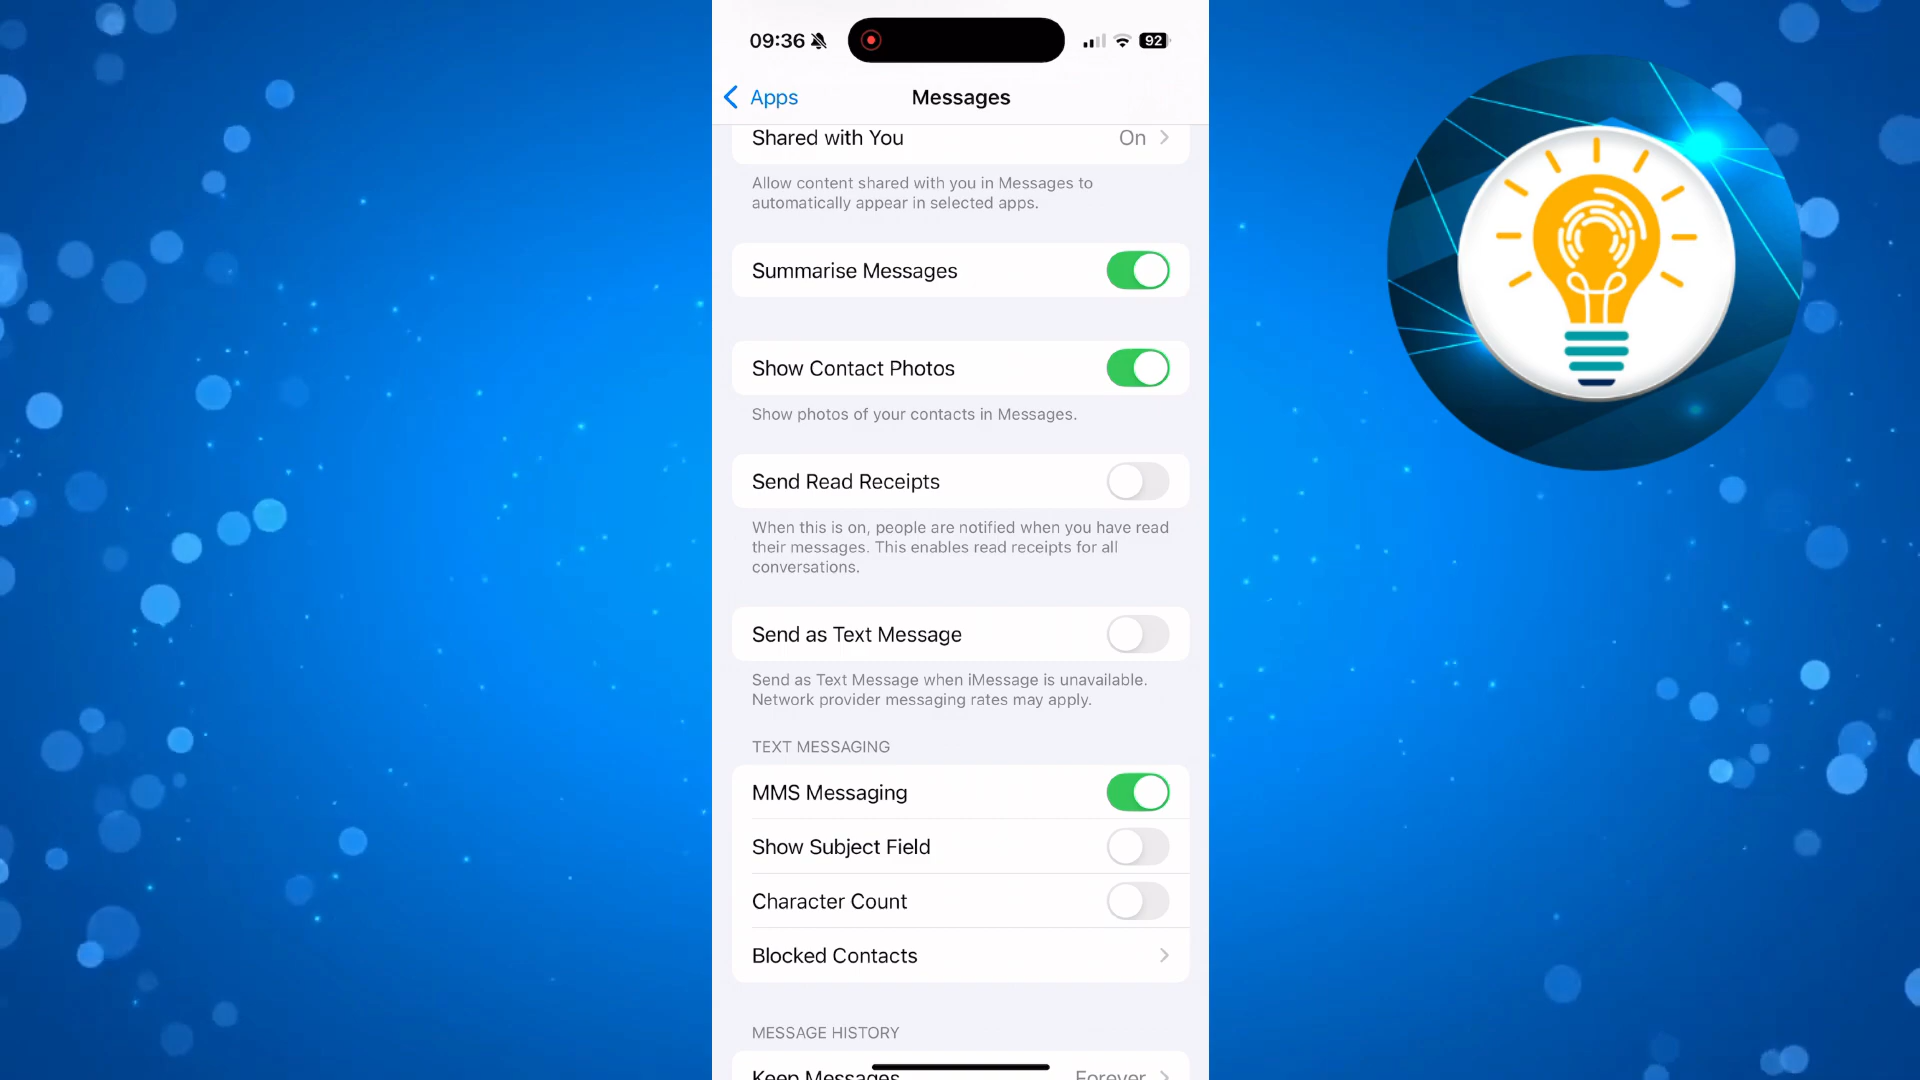 09:36
92
Apps
Messages
Shared with You
On
Allow content shared with you in Messages to
automatically appear in selected apps.
Summarise Messages
Show Contact Photos
Show photos of your contacts in Messages.
Send Read Receipts
When this is on, people are notified when you have read
their messages. This enables read receipts for all
conversations.
Send as Text Message
Send as Text Message when iMessage is unavailable.
Network provider messaging rates may apply.
TEXT MESSAGING
MMS Messaging
Show Subject Field
Character Count
Blocked Contacts
MESSAGE HISTORY
Keep Messages
Forever